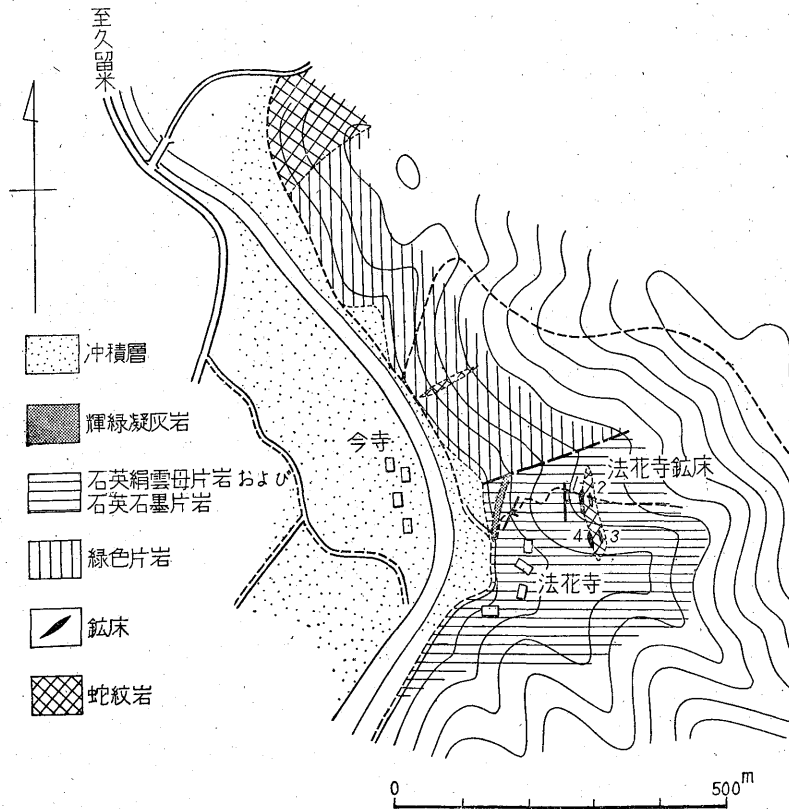 至久留米
冲積層
輝緑凝灰岩
石英絹雲母片岩および
石英石墨片岩
緑色片岩
鉱床
蛇紋岩
今寺
法花寺鉱床
2
4
3
法花寺
0
500m